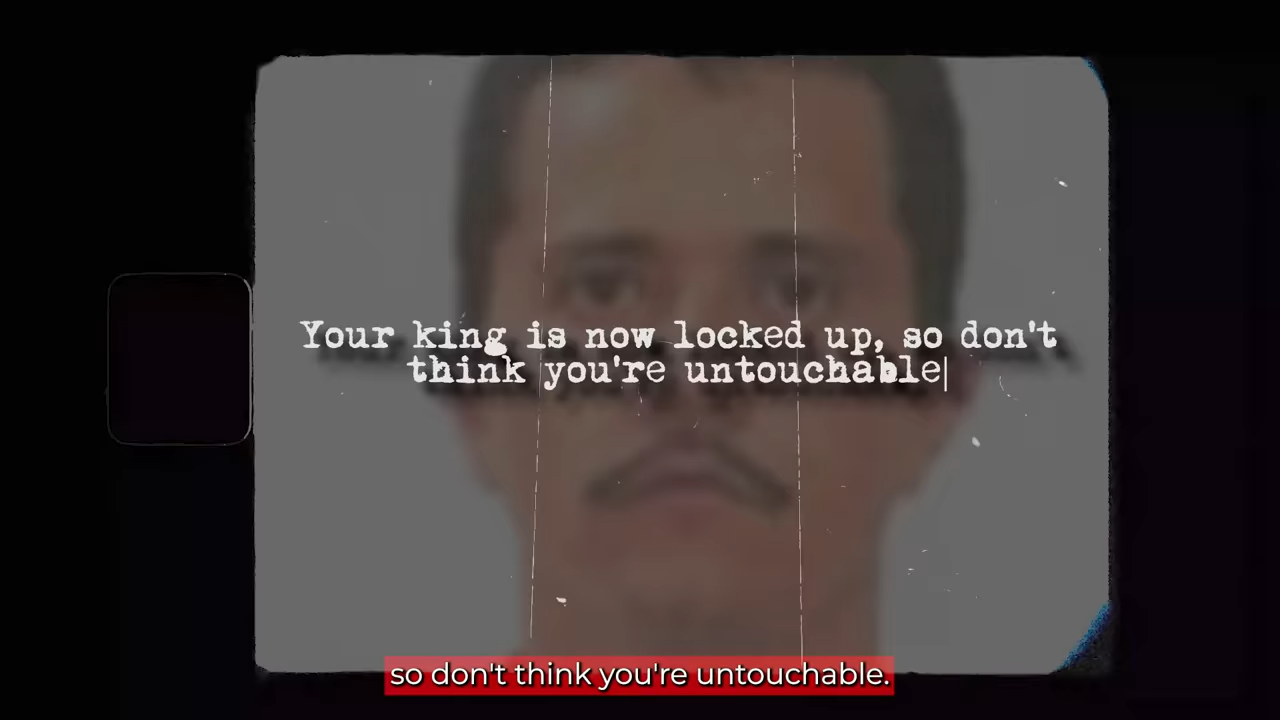 Your king is now locked up, so don't
think you're untouchable
so don't think you're untouchable.